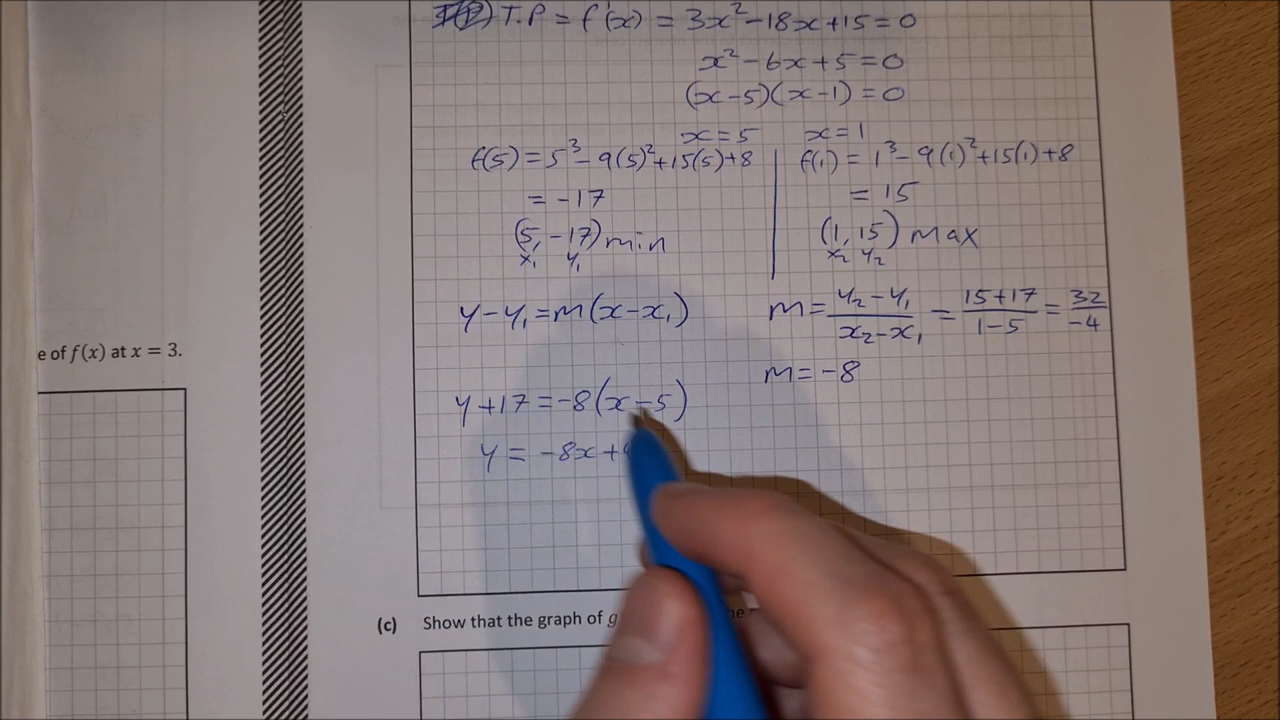 T.P = f'(x) = 3x² - 18x + 15 = 0
x² - 6x + 5 = 0
(x - 5)(x - 1) = 0
x = 5
x = 1
f(5) = 5³ - 9(5)² + 15(5) + 8
= -17
(5, -17) min
x₁ y₁
f(1) = 1³ - 9(1)² + 15(1) + 8
= 15
(1, 15) max
x₂ y₂
y - y₁ = m(x - x₁)
m = y₂ - y₁ / x₂ - x₁ = 15 + 17 / 1 - 5 = 32 / -4
m = -8
y + 17 = -8(x - 5)
y = -8x +
e of f(x) at x = 3.
(c) Show that the graph of g